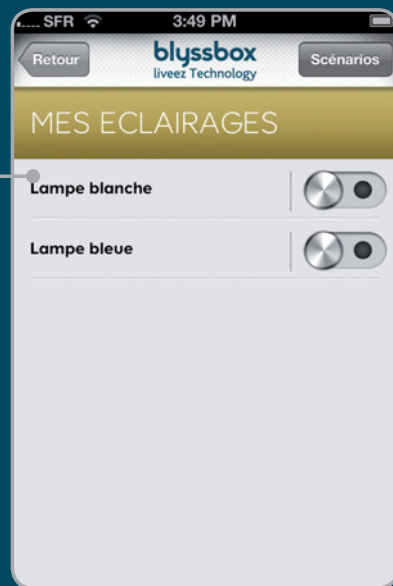 SFR 3:49 PM
Retour blyssbox Scénarios
liveez Technology
MES ECLAIRAGES
Lampe blanche
Lampe bleue